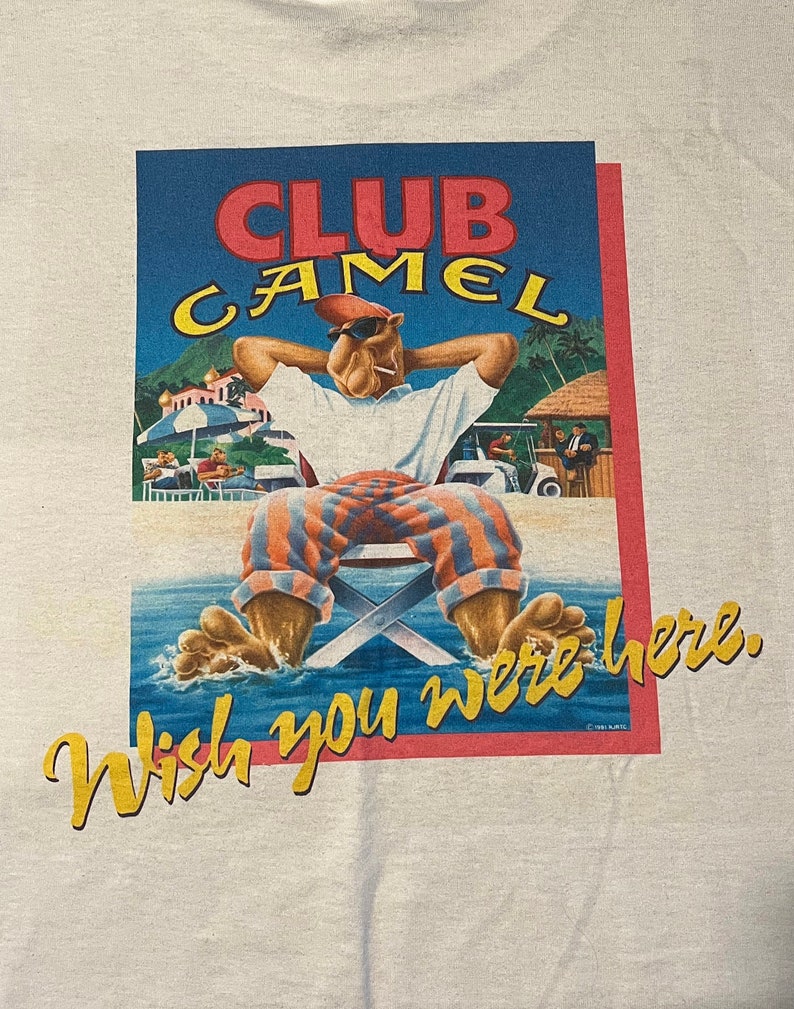 CLUB
CAMEL
Wish you were here.
© 1991 RJRTC